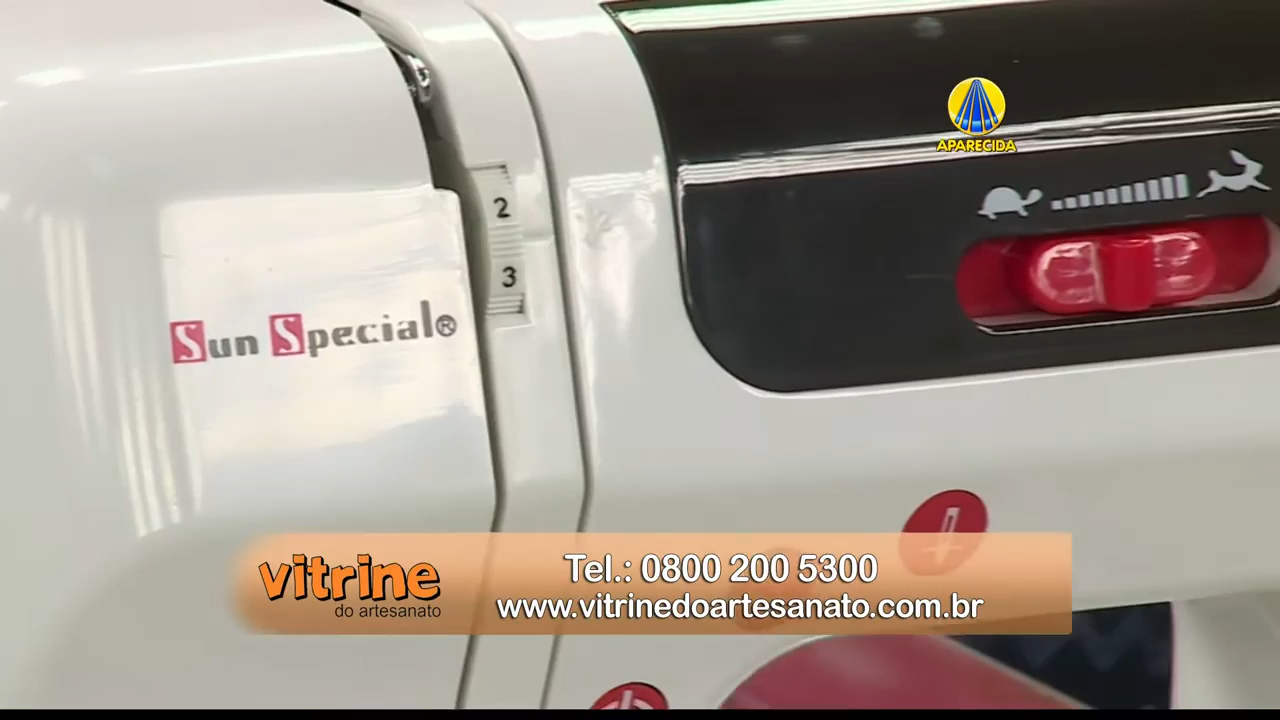 APARECIDA
2
3
Sun Special®
vitrine
do artesanato
Tel.: 0800 200 5300
www.vitrinedoartesanato.com.br